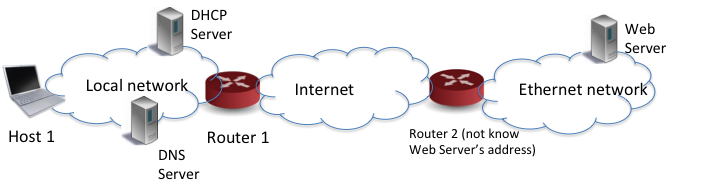 DHCP
Server
Web
Server
Local network
Internet
Ethernet network
Host 1
Router 1
Router 2 (not know
Web Server's address)
DNS
Server